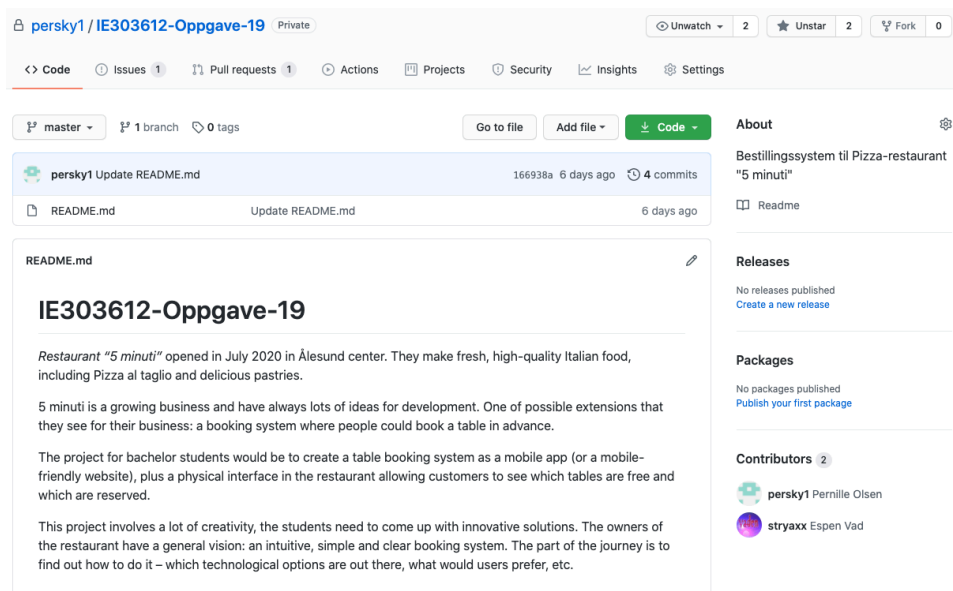 persky1 / IE303612-Oppgave-19 Private
Unwatch 2 Unstar 2 Fork 0
Code Issues 1 Pull requests 1 Actions Projects Security Insights Settings
master 1 branch 0 tags Go to file Add file Code
persky1 Update README.md 166938a 6 days ago 4 commits
README.md Update README.md 6 days ago
README.md
IE303612-Oppgave-19
Restaurant “5 minuti” opened in July 2020 in Ålesund center. They make fresh, high-quality Italian food,
including Pizza al taglio and delicious pastries.
5 minuti is a growing business and have always lots of ideas for development. One of possible extensions that
they see for their business: a booking system where people could book a table in advance.
The project for bachelor students would be to create a table booking system as a mobile app (or a mobile-
friendly website), plus a physical interface in the restaurant allowing customers to see which tables are free and
which are reserved.
This project involves a lot of creativity, the students need to come up with innovative solutions. The owners of
the restaurant have a general vision: an intuitive, simple and clear booking system. The part of the journey is to
find out how to do it – which technological options are out there, what would users prefer, etc.
About
Bestillingssystem til Pizza-restaurant
"5 minuti"
Readme
Releases
No releases published
Create a new release
Packages
No packages published
Publish your first package
Contributors 2
persky1 Pernille Olsen
stryaxx Espen Vad